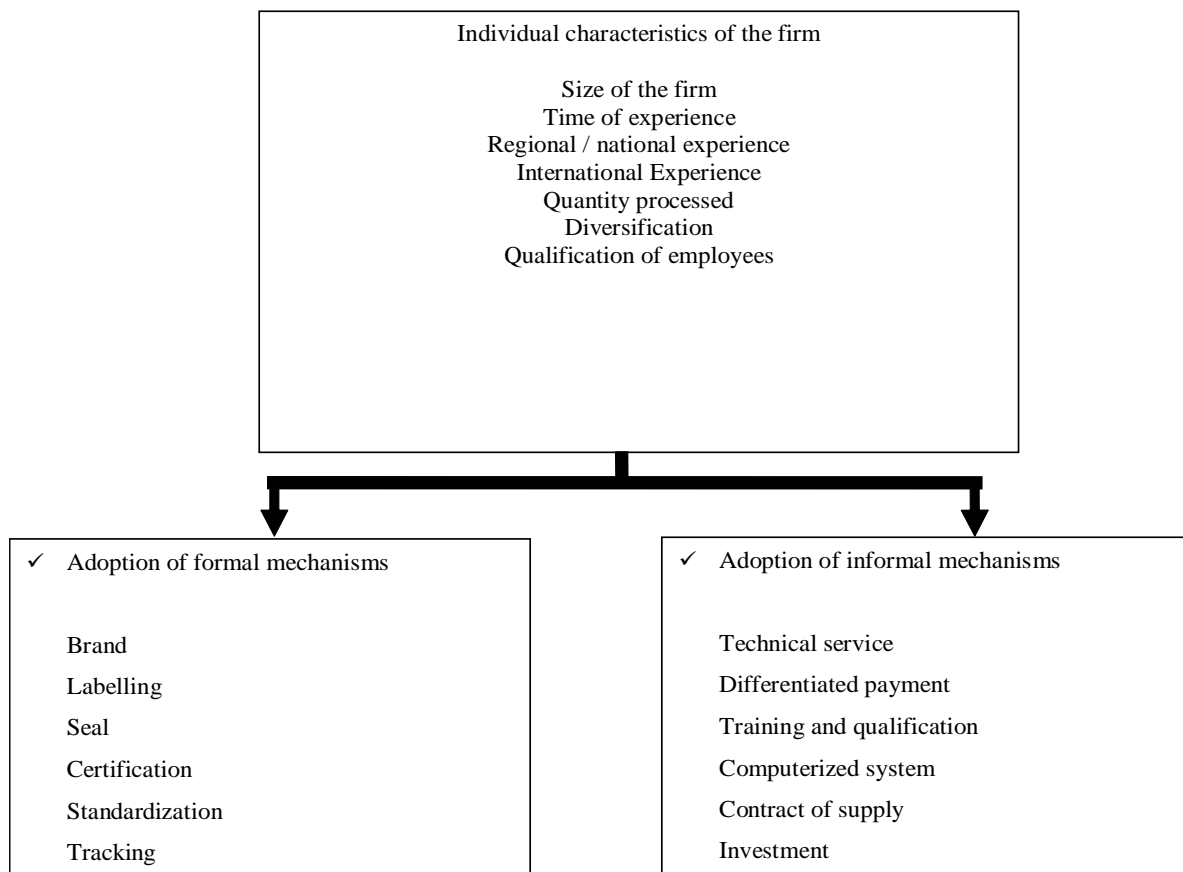 Individual characteristics of the firm
Size of the firm
Time of experience
Regional / national experience
International Experience
Quantity processed
Diversification
Qualification of employees
✓ Adoption of formal mechanisms
Brand
Labelling
Seal
Certification
Standardization
Tracking
✓ Adoption of informal mechanisms
Technical service
Differentiated payment
Training and qualification
Computerized system
Contract of supply
Investment